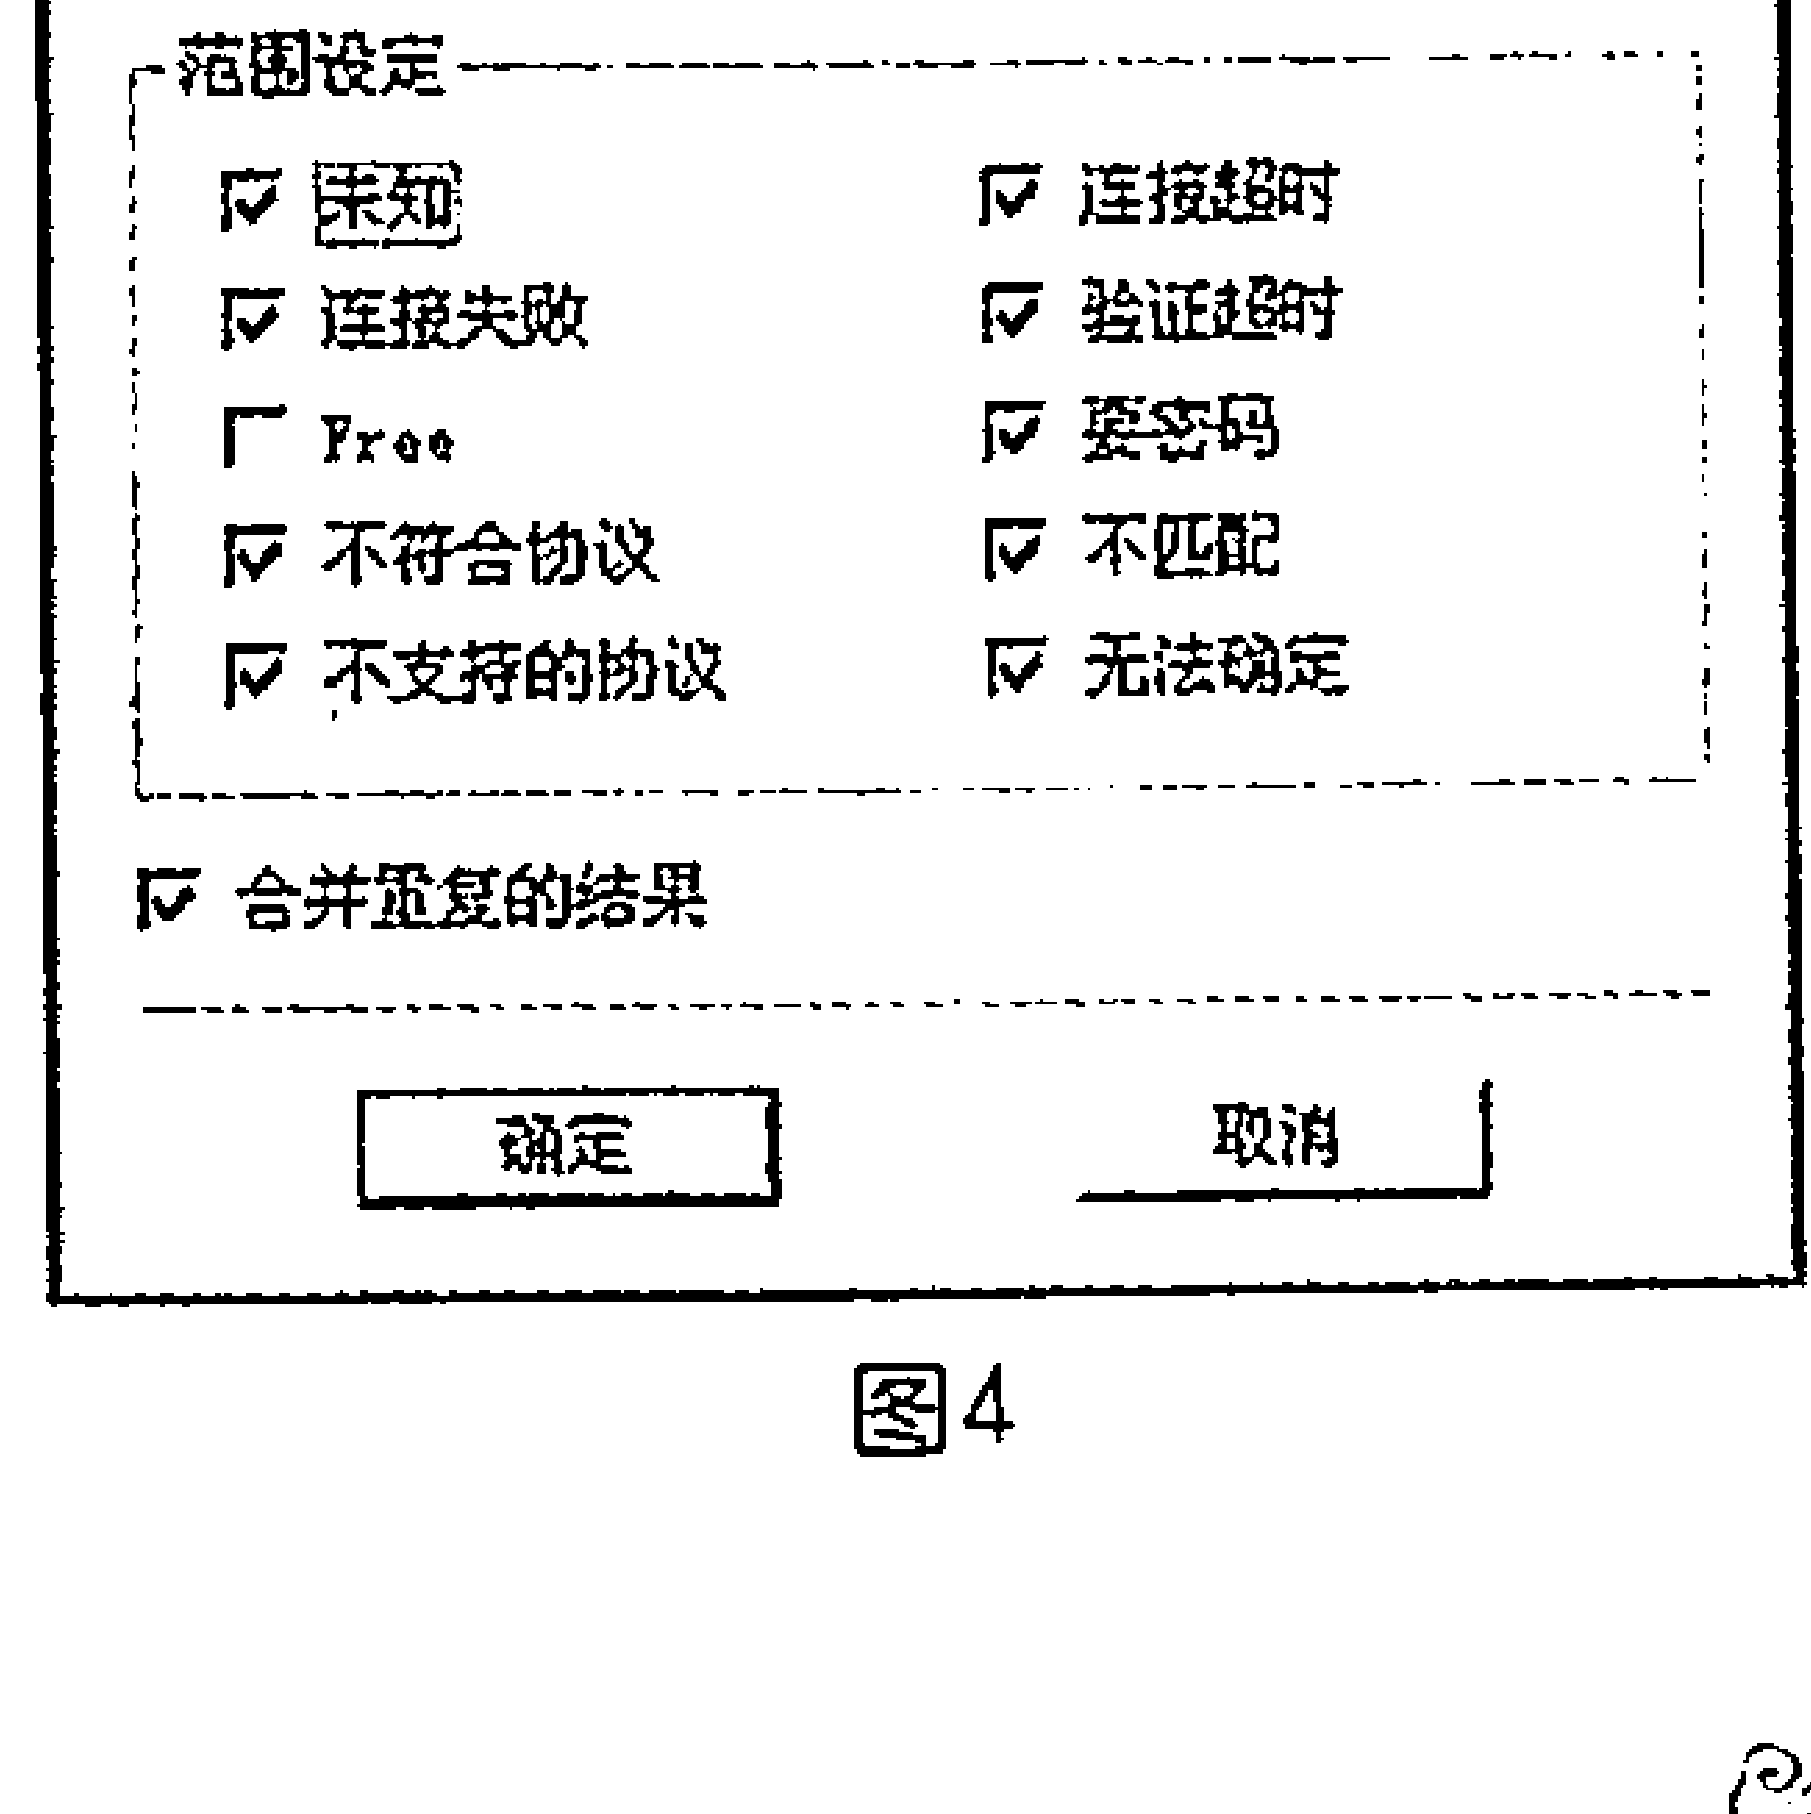 范围设定
未知 连接超时
连接失败 验证超时
Free 要密码
不符合协议 不匹配
不支持的协议 无法确定
合并重复的结果
确定 取消
图4